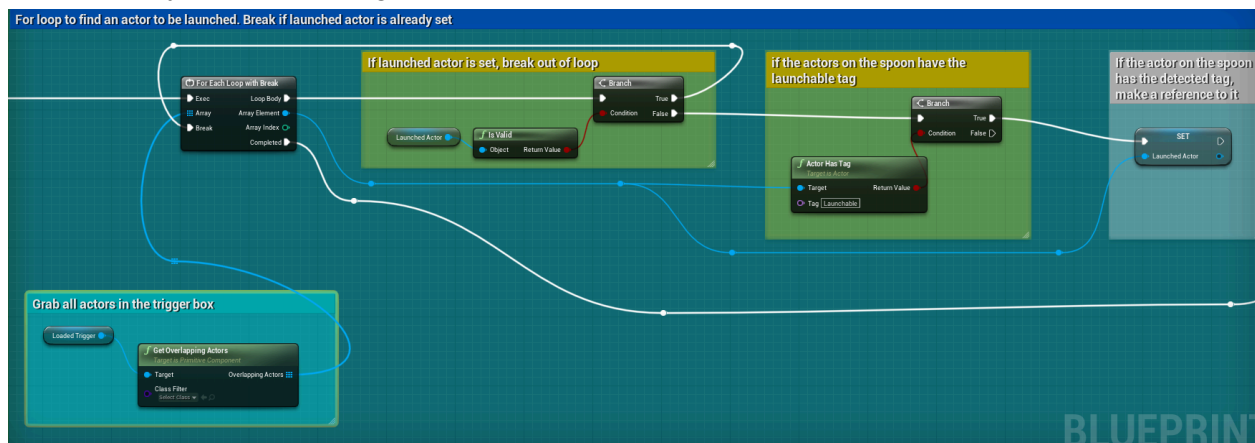 For loop to find an actor to be launched. Break if launched actor is already set
For Each Loop with Break
Exec
Loop Body
Array
Array Element
Break
Array Index
Completed
If launched actor is set, break out of loop
Launched Actor
Is Valid
Object
Return Value
Branch
True
Condition
False
if the actors on the spoon have the
launchable tag
Actor Has Tag
Target is Actor
Target
Return Value
Tag
Launchable
Branch
True
Condition
False
If the actor on the spoon
has the detected tag,
make a reference to it
SET
Launched Actor
Grab all actors in the trigger box
Loaded Trigger
Get Overlapping Actors
Target is Primitive Component
Target
Overlapping Actors
Class Filter
Select Class
BLUEPRINT